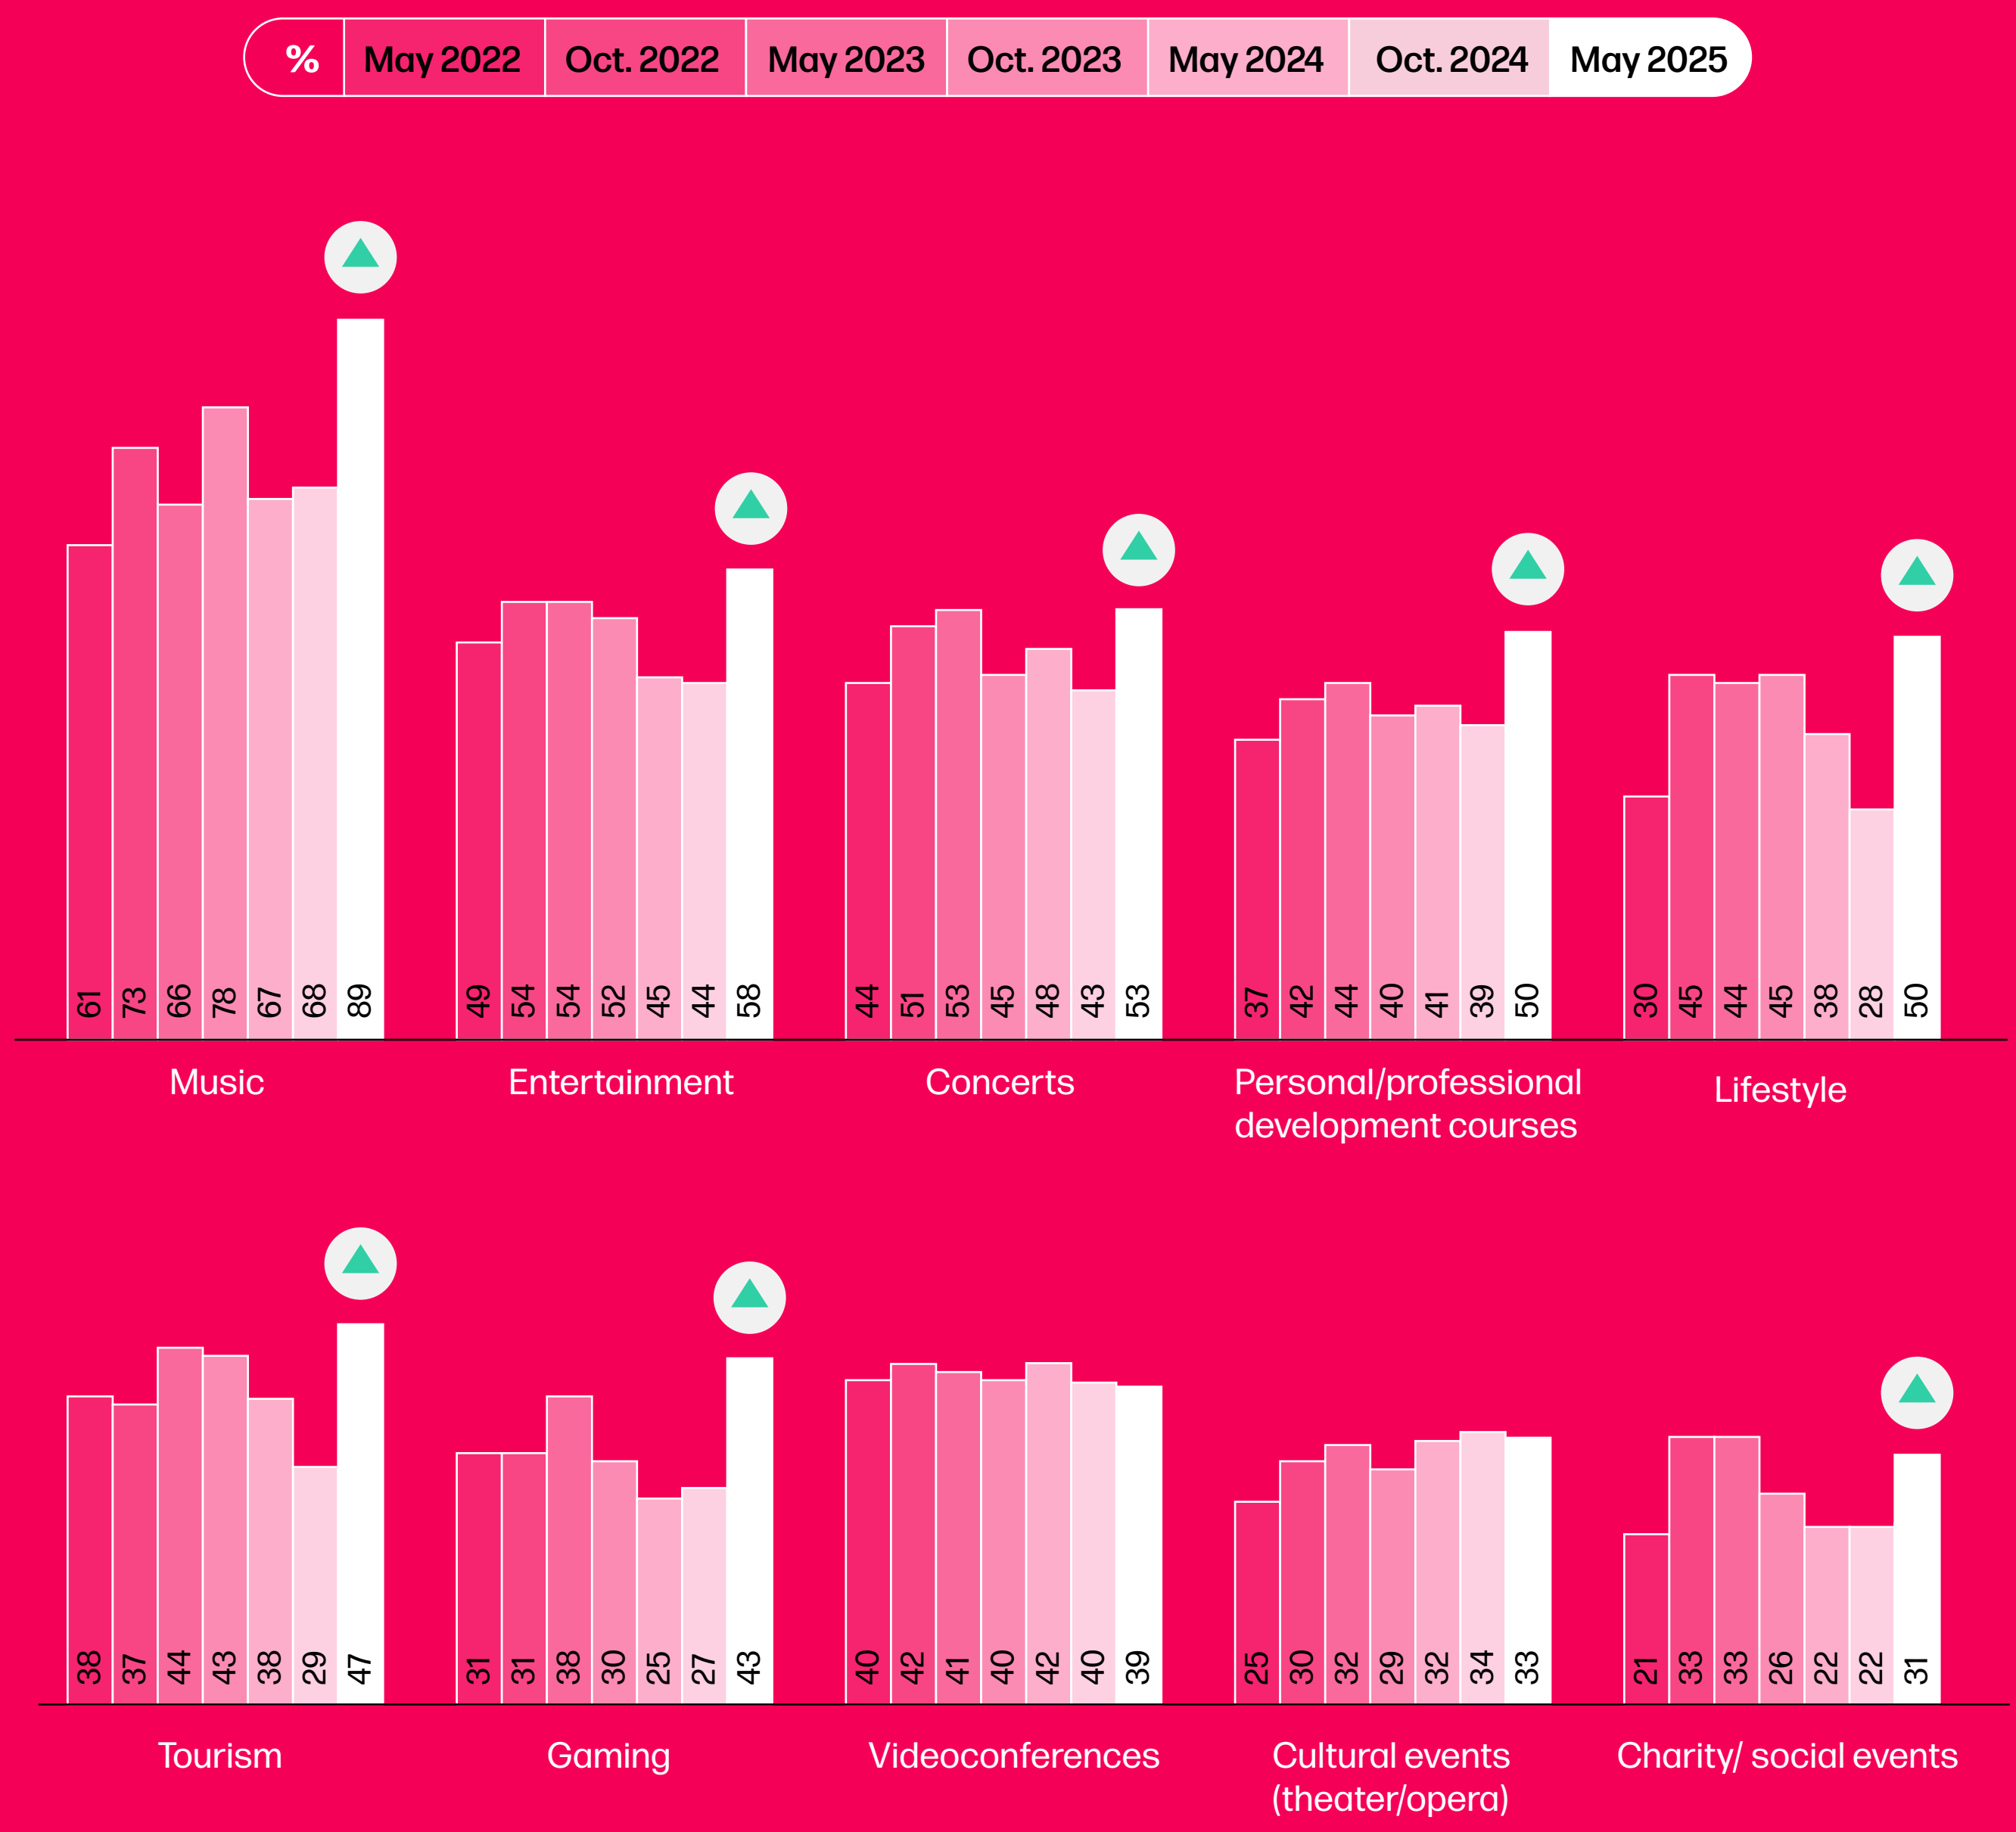 % May 2022 Oct. 2022 May 2023 Oct. 2023 May 2024 Oct. 2024 May 2025
61 73 66 78 67 68 89
49 54 54 52 45 44 58
44 51 53 45 48 43 53
37 42 44 40 41 39 50
30 45 44 45 38 28 50
Music
Entertainment
Concerts
Personal/professional
development courses
Lifestyle
38 37 44 43 38 29 47
31 31 38 30 25 27 43
40 42 41 40 42 40 39
25 30 32 29 32 34 33
21 33 33 26 22 22 31
Tourism
Gaming
Videoconferences
Cultural events
(theater/opera)
Charity/ social events